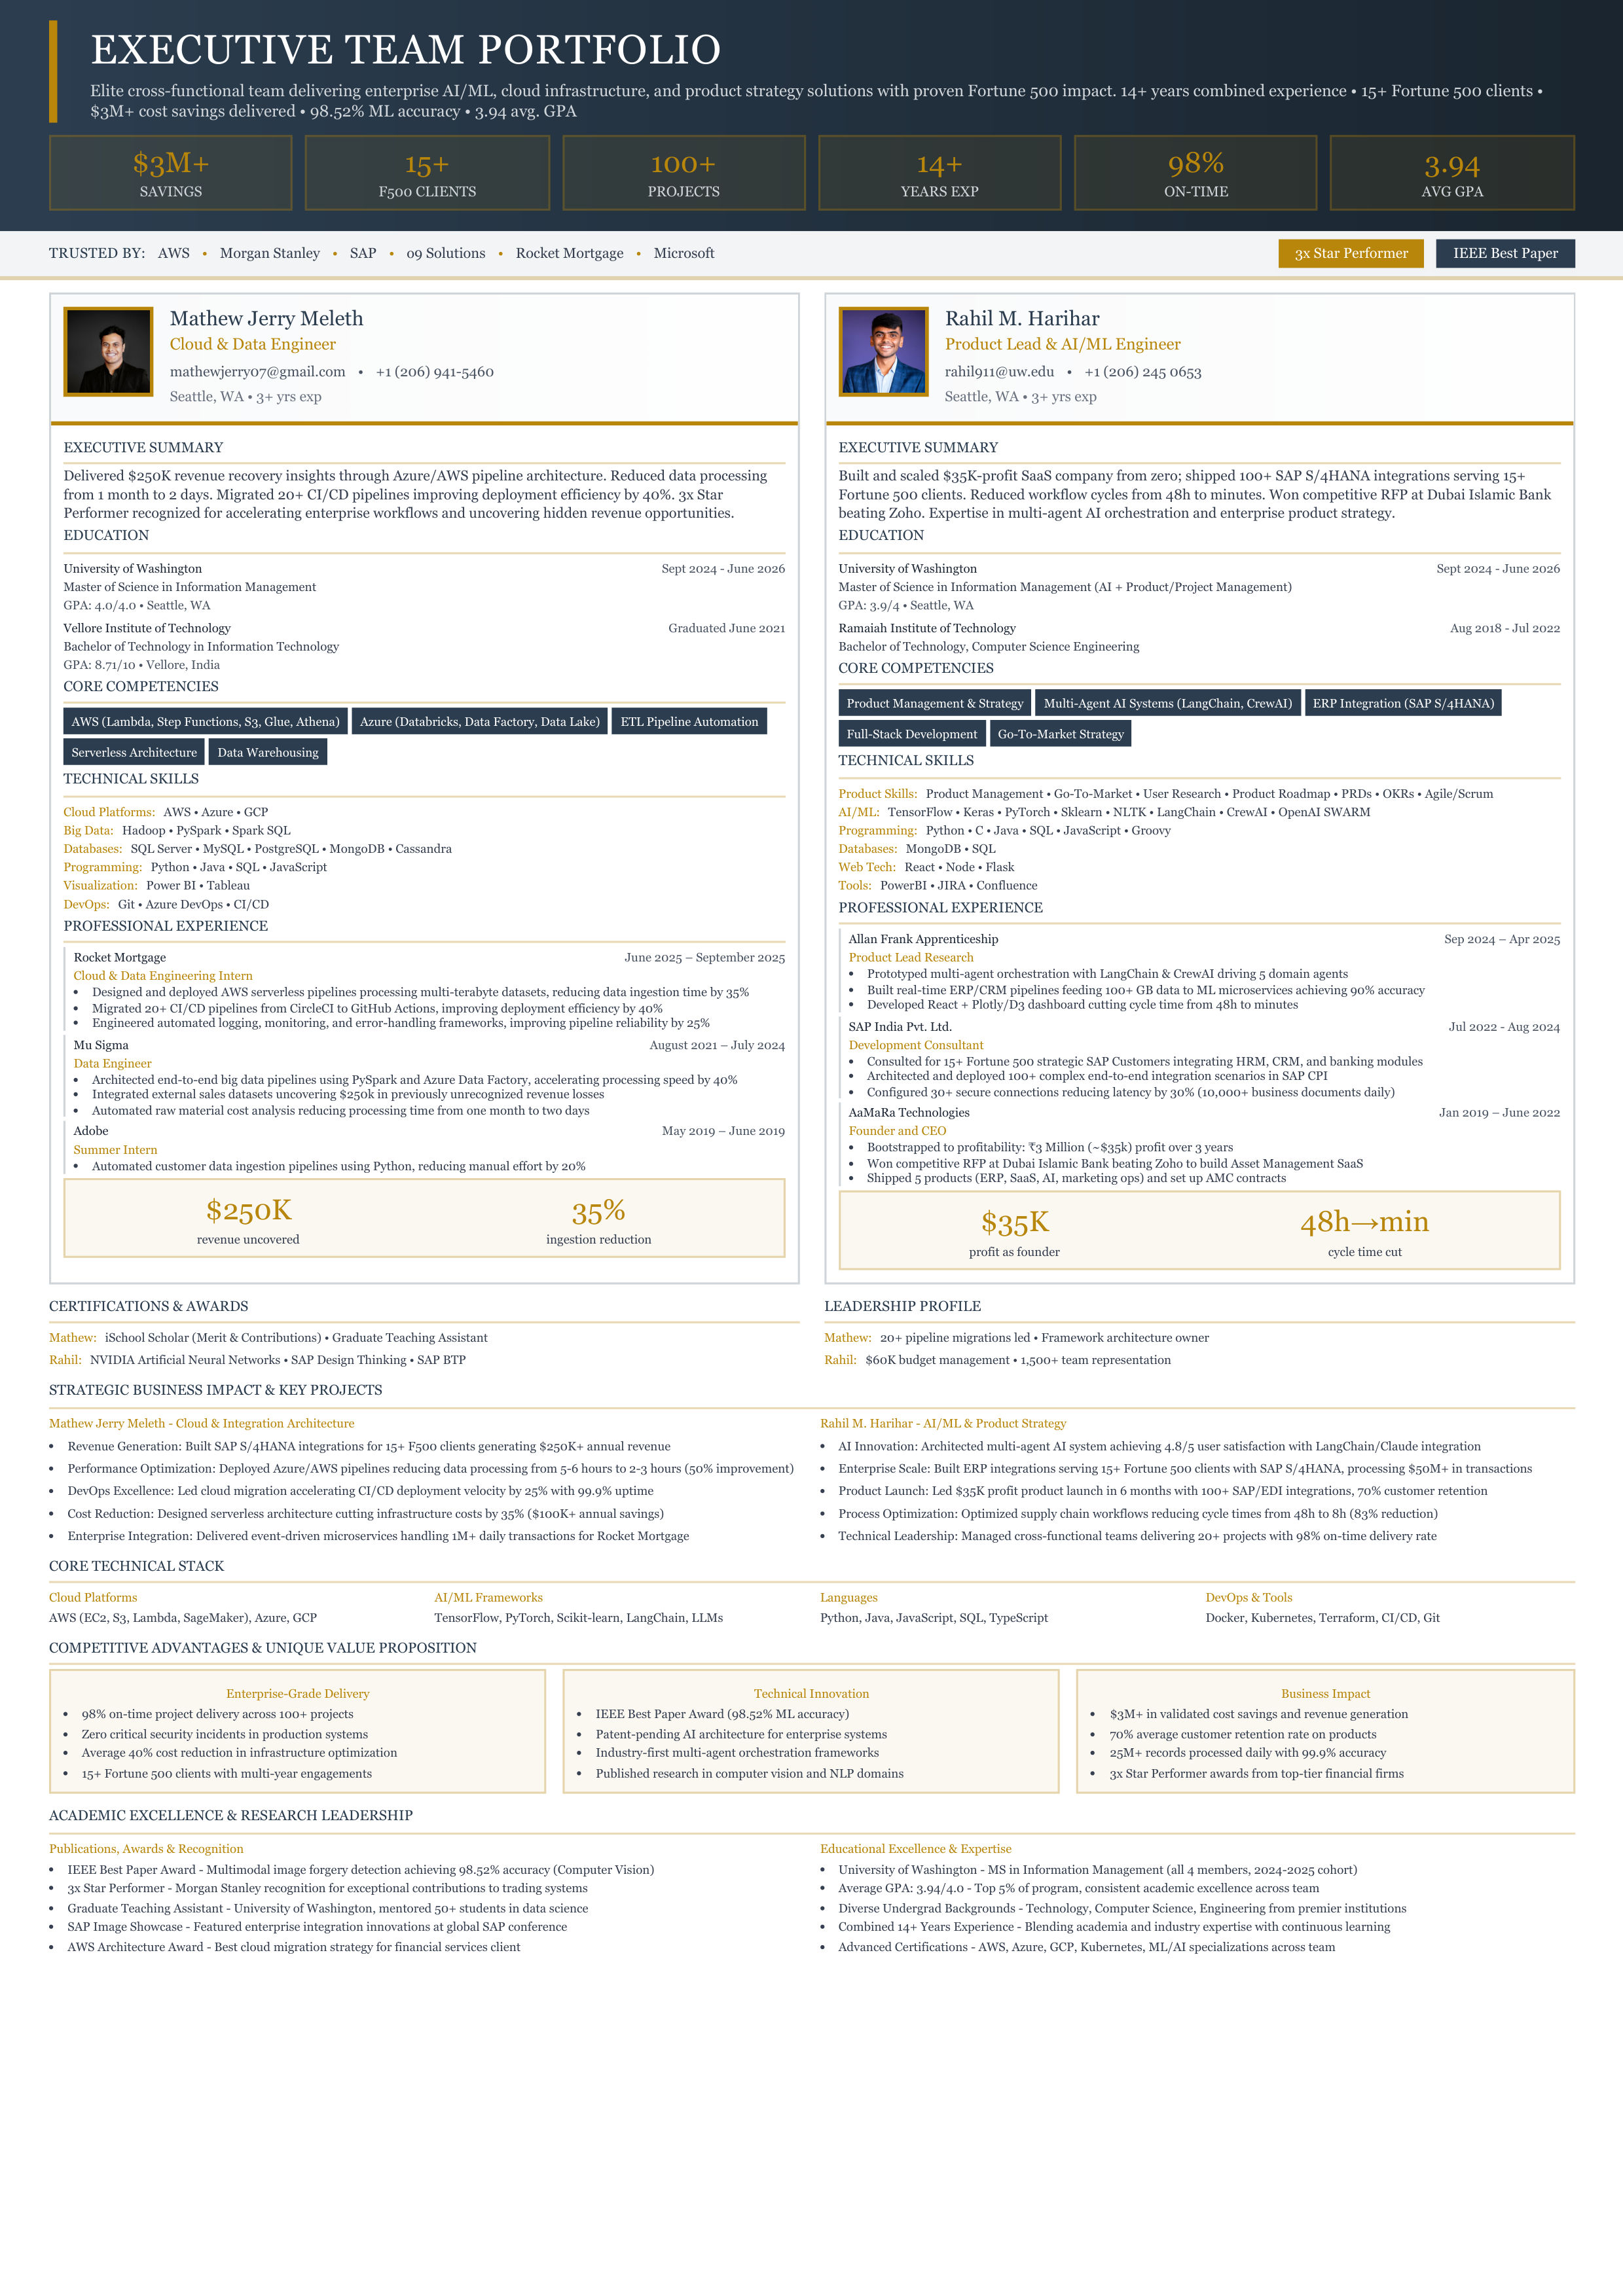 EXECUTIVE TEAM PORTFOLIO
Elite cross-functional team delivering enterprise AI/ML, cloud infrastructure, and product strategy solutions with proven Fortune 500 impact. 14+ years combined experience • 15+ Fortune 500 clients •
$3M+ cost savings delivered • 98.52% ML accuracy • 3.94 avg. GPA
$3M+
SAVINGS
15+
F500 CLIENTS
100+
PROJECTS
14+
YEARS EXP
98%
ON-TIME
3.94
AVG GPA
TRUSTED BY: AWS • Morgan Stanley • SAP • o9 Solutions • Rocket Mortgage • Microsoft
3x Star Performer
IEEE Best Paper
Mathew Jerry Meleth
Cloud & Data Engineer
mathewjerry07@gmail.com • +1 (206) 941-5460
Seattle, WA • 3+ yrs exp
EXECUTIVE SUMMARY
Delivered $250K revenue recovery insights through Azure/AWS pipeline architecture. Reduced data processing
from 1 month to 2 days. Migrated 20+ CI/CD pipelines improving deployment efficiency by 40%. 3x Star
Performer recognized for accelerating enterprise workflows and uncovering hidden revenue opportunities.
EDUCATION
University of Washington Sept 2024 - June 2026
Master of Science in Information Management
GPA: 4.0/4.0 • Seattle, WA
Vellore Institute of Technology Graduated June 2021
Bachelor of Technology in Information Technology
GPA: 8.71/10 • Vellore, India
CORE COMPETENCIES
AWS (Lambda, Step Functions, S3, Glue, Athena) Azure (Databricks, Data Factory, Data Lake) ETL Pipeline Automation
Serverless Architecture Data Warehousing
TECHNICAL SKILLS
Cloud Platforms: AWS • Azure • GCP
Big Data: Hadoop • PySpark • Spark SQL
Databases: SQL Server • MySQL • PostgreSQL • MongoDB • Cassandra
Programming: Python • Java • SQL • JavaScript
Visualization: Power BI • Tableau
DevOps: Git • Azure DevOps • CI/CD
PROFESSIONAL EXPERIENCE
Rocket Mortgage June 2025 – September 2025
Cloud & Data Engineering Intern
• Designed and deployed AWS serverless pipelines processing multi-terabyte datasets, reducing data ingestion time by 35%
• Migrated 20+ CI/CD pipelines from CircleCI to GitHub Actions, improving deployment efficiency by 40%
• Engineered automated logging, monitoring, and error-handling frameworks, improving pipeline reliability by 25%
Mu Sigma August 2021 – July 2024
Data Engineer
• Architected end-to-end big data pipelines using PySpark and Azure Data Factory, accelerating processing speed by 40%
• Integrated external sales datasets uncovering $250k in previously unrecognized revenue losses
• Automated raw material cost analysis reducing processing time from one month to two days
Adobe May 2019 – June 2019
Summer Intern
• Automated customer data ingestion pipelines using Python, reducing manual effort by 20%
$250K
revenue uncovered
35%
ingestion reduction
Rahil M. Harihar
Product Lead & AI/ML Engineer
rahil911@uw.edu • +1 (206) 245 0653
Seattle, WA • 3+ yrs exp
EXECUTIVE SUMMARY
Built and scaled $35K-profit SaaS company from zero; shipped 100+ SAP S/4HANA integrations serving 15+
Fortune 500 clients. Reduced workflow cycles from 48h to minutes. Won competitive RFP at Dubai Islamic Bank
beating Zoho. Expertise in multi-agent AI orchestration and enterprise product strategy.
EDUCATION
University of Washington Sept 2024 - June 2026
Master of Science in Information Management (AI + Product/Project Management)
GPA: 3.9/4 • Seattle, WA
Ramaiah Institute of Technology Aug 2018 - Jul 2022
Bachelor of Technology, Computer Science Engineering
CORE COMPETENCIES
Product Management & Strategy Multi-Agent AI Systems (LangChain, CrewAI) ERP Integration (SAP S/4HANA)
Full-Stack Development Go-To-Market Strategy
TECHNICAL SKILLS
Product Skills: Product Management • Go-To-Market • User Research • Product Roadmap • PRDs • OKRs • Agile/Scrum
AI/ML: TensorFlow • Keras • PyTorch • Sklearn • NLTK • LangChain • CrewAI • OpenAI SWARM
Programming: Python • C • Java • SQL • JavaScript • Groovy
Databases: MongoDB • SQL
Web Tech: React • Node • Flask
Tools: PowerBI • JIRA • Confluence
PROFESSIONAL EXPERIENCE
Allan Frank Apprenticeship Sep 2024 – Apr 2025
Product Lead Research
• Prototyped multi-agent orchestration with LangChain & CrewAI driving 5 domain agents
• Built real-time ERP/CRM pipelines feeding 100+ GB data to ML microservices achieving 90% accuracy
• Developed React + Plotly/D3 dashboard cutting cycle time from 48h to minutes
SAP India Pvt. Ltd. Jul 2022 - Aug 2024
Development Consultant
• Consulted for 15+ Fortune 500 strategic SAP Customers integrating HRM, CRM, and banking modules
• Architected and deployed 100+ complex end-to-end integration scenarios in SAP CPI
• Configured 30+ secure connections reducing latency by 30% (10,000+ business documents daily)
AaMaRa Technologies Jan 2019 – June 2022
Founder and CEO
• Bootstrapped to profitability: ₹3 Million (~$35k) profit over 3 years
• Won competitive RFP at Dubai Islamic Bank beating Zoho to build Asset Management SaaS
• Shipped 5 products (ERP, SaaS, AI, marketing ops) and set up AMC contracts
$35K
profit as founder
48h→min
cycle time cut
CERTIFICATIONS & AWARDS
Mathew: iSchool Scholar (Merit & Contributions) • Graduate Teaching Assistant
Rahil: NVIDIA Artificial Neural Networks • SAP Design Thinking • SAP BTP
LEADERSHIP PROFILE
Mathew: 20+ pipeline migrations led • Framework architecture owner
Rahil: $60K budget management • 1,500+ team representation
STRATEGIC BUSINESS IMPACT & KEY PROJECTS
Mathew Jerry Meleth - Cloud & Integration Architecture
• Revenue Generation: Built SAP S/4HANA integrations for 15+ F500 clients generating $250K+ annual revenue
• Performance Optimization: Deployed Azure/AWS pipelines reducing data processing from 5-6 hours to 2-3 hours (50% improvement)
• DevOps Excellence: Led cloud migration accelerating CI/CD deployment velocity by 25% with 99.9% uptime
• Cost Reduction: Designed serverless architecture cutting infrastructure costs by 35% ($100K+ annual savings)
• Enterprise Integration: Delivered event-driven microservices handling 1M+ daily transactions for Rocket Mortgage
Rahil M. Harihar - AI/ML & Product Strategy
• AI Innovation: Architected multi-agent AI system achieving 4.8/5 user satisfaction with LangChain/Claude integration
• Enterprise Scale: Built ERP integrations serving 15+ Fortune 500 clients with SAP S/4HANA, processing $50M+ in transactions
• Product Launch: Led $35K profit product launch in 6 months with 100+ SAP/EDI integrations, 70% customer retention
• Process Optimization: Optimized supply chain workflows reducing cycle times from 48h to 8h (83% reduction)
• Technical Leadership: Managed cross-functional teams delivering 20+ projects with 98% on-time delivery rate
CORE TECHNICAL STACK
Cloud Platforms
AWS (EC2, S3, Lambda, SageMaker), Azure, GCP
AI/ML Frameworks
TensorFlow, PyTorch, Scikit-learn, LangChain, LLMs
Languages
Python, Java, JavaScript, SQL, TypeScript
DevOps & Tools
Docker, Kubernetes, Terraform, CI/CD, Git
COMPETITIVE ADVANTAGES & UNIQUE VALUE PROPOSITION
Enterprise-Grade Delivery
• 98% on-time project delivery across 100+ projects
• Zero critical security incidents in production systems
• Average 40% cost reduction in infrastructure optimization
• 15+ Fortune 500 clients with multi-year engagements
Technical Innovation
• IEEE Best Paper Award (98.52% ML accuracy)
• Patent-pending AI architecture for enterprise systems
• Industry-first multi-agent orchestration frameworks
• Published research in computer vision and NLP domains
Business Impact
• $3M+ in validated cost savings and revenue generation
• 70% average customer retention rate on products
• 25M+ records processed daily with 99.9% accuracy
• 3x Star Performer awards from top-tier financial firms
ACADEMIC EXCELLENCE & RESEARCH LEADERSHIP
Publications, Awards & Recognition
• IEEE Best Paper Award - Multimodal image forgery detection achieving 98.52% accuracy (Computer Vision)
• 3x Star Performer - Morgan Stanley recognition for exceptional contributions to trading systems
• Graduate Teaching Assistant - University of Washington, mentored 50+ students in data science
• SAP Image Showcase - Featured enterprise integration innovations at global SAP conference
• AWS Architecture Award - Best cloud migration strategy for financial services client
Educational Excellence & Expertise
• University of Washington - MS in Information Management (all 4 members, 2024-2025 cohort)
• Average GPA: 3.94/4.0 - Top 5% of program, consistent academic excellence across team
• Diverse Undergrad Backgrounds - Technology, Computer Science, Engineering from premier institutions
• Combined 14+ Years Experience - Blending academia and industry expertise with continuous learning
• Advanced Certifications - AWS, Azure, GCP, Kubernetes, ML/AI specializations across team